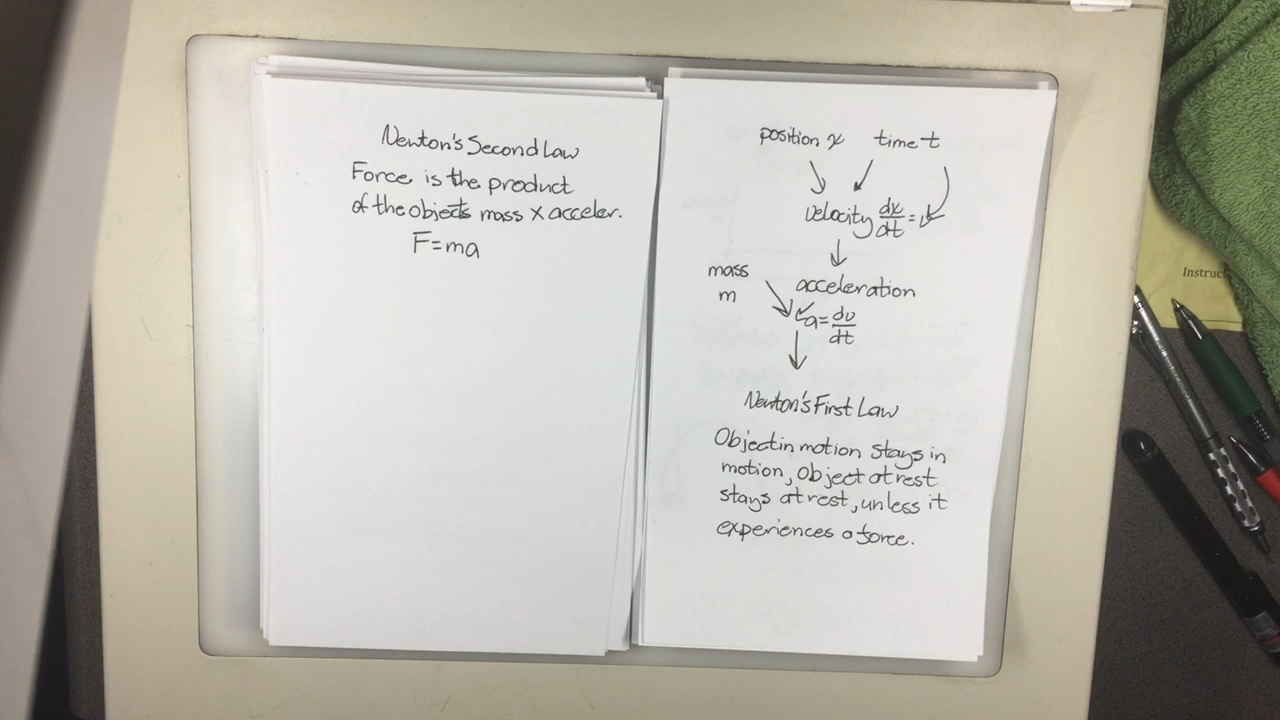 Newton's Second Law
Force is the product
of the objects mass x acceler.
F=ma
position x time t
velocity dx/dt = v
mass
m
acceleration
a = dv/dt
Newton's First Law
Object in motion stays in
motion, object at rest
stays at rest, unless it
experiences a force.
Instruc